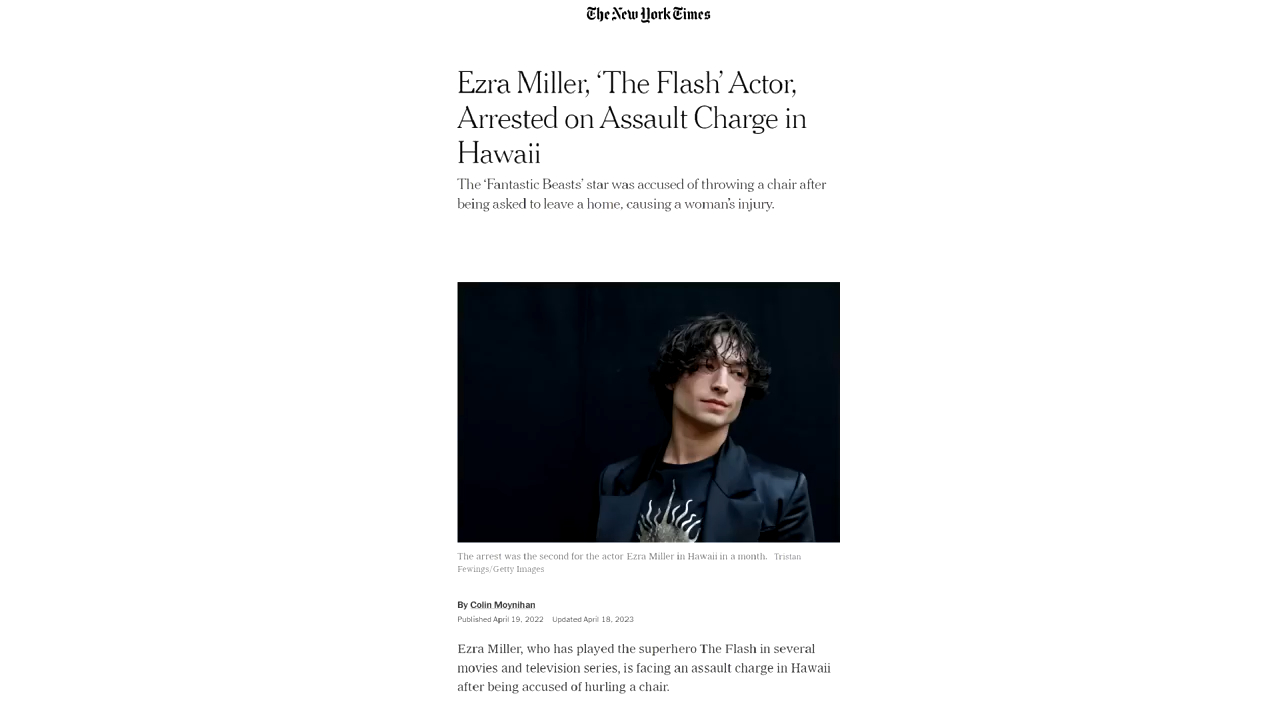 The New York Times
Ezra Miller, ‘The Flash’ Actor,
Arrested on Assault Charge in
Hawaii
The ‘Fantastic Beasts’ star was accused of throwing a chair after
being asked to leave a home, causing a woman’s injury.
The arrest was the second for the actor Ezra Miller in Hawaii in a month. Tristan
Fewings/Getty Images
By Colin Moynihan
Published April 19, 2022 Updated April 18, 2023
Ezra Miller, who has played the superhero The Flash in several
movies and television series, is facing an assault charge in Hawaii
after being accused of hurling a chair.